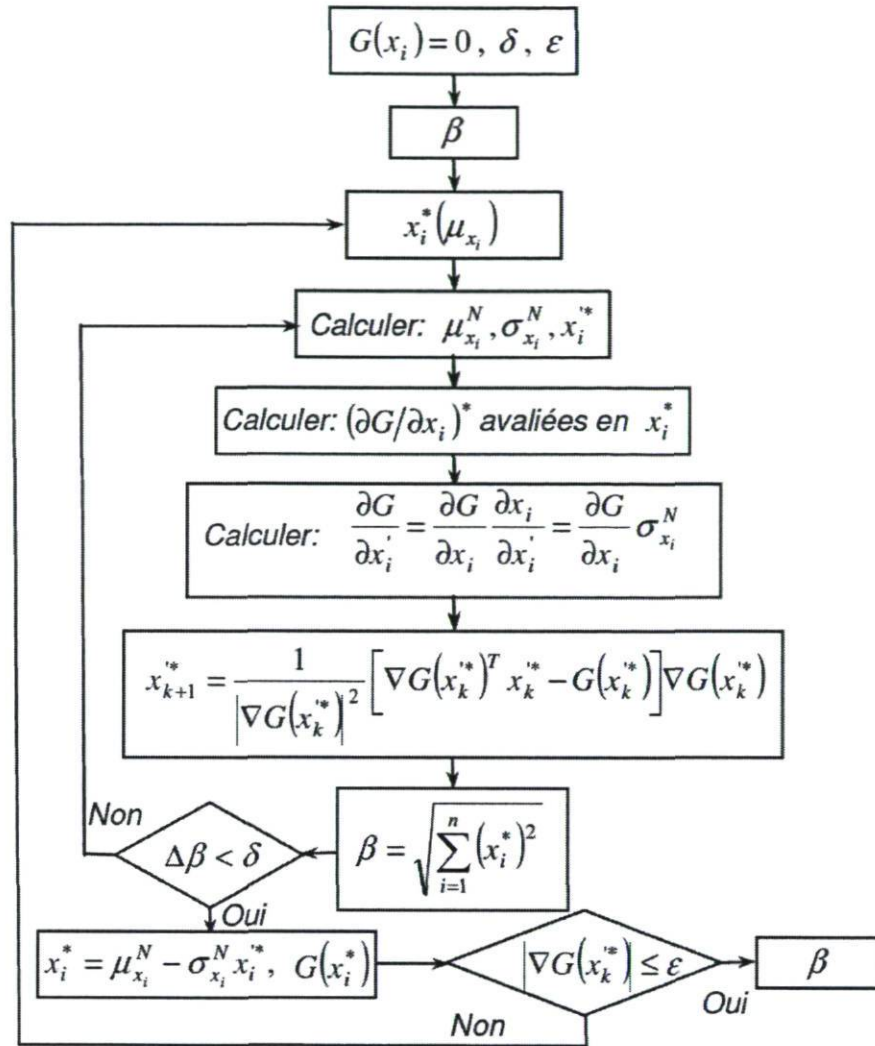 G(x_i) = 0 , δ , ε
β
x_i^*(μ_{x_i})
Calculer: μ_{x_i}^N, σ_{x_i}^N, x_i^{'*}
Calculer: (∂G/∂x_i)^* avaliées en x_i^*
Calculer: ∂G/∂x_i^' = ∂G/∂x_i ∂x_i/∂x_i^' = ∂G/∂x_i σ_{x_i}^N
x_{k+1}^{'*} = 1/|∇G(x_k^{'*})|^2 [∇G(x_k^{'*})^T x_k^{'*} − G(x_k^{'*})]∇G(x_k^{'*})
Non
Δβ < δ
β = √(∑_{i=1}^n (x_i^*)^2)
Oui
x_i^* = μ_{x_i}^N − σ_{x_i}^N x_i^{'*}, G(x_i^*)
|∇G(x_k^{'*})| ≤ ε
β
Oui
Non